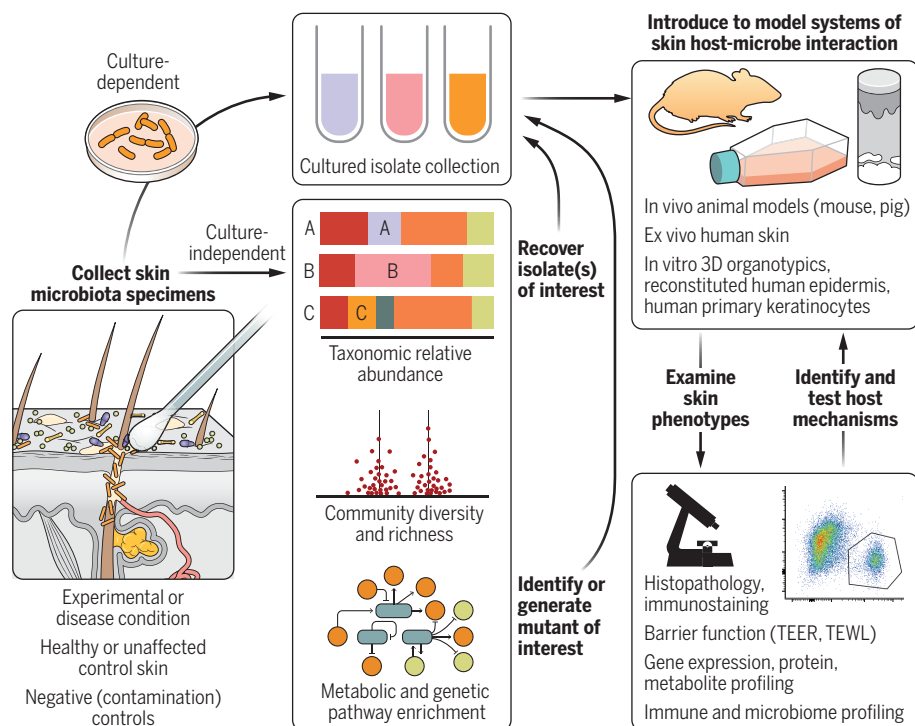 Culture-
dependent
Collect skin
microbiota specimens
Culture-
independent
Experimental or
disease condition
Healthy or unaffected
control skin
Negative (contamination)
controls
Cultured isolate collection
A
A
B
B
C
C
Taxonomic relative
abundance
Community diversity
and richness
Metabolic and genetic
pathway enrichment
Recover
isolate(s)
of interest
Identify or
generate
mutant of
interest
Introduce to model systems of
skin host-microbe interaction
In vivo animal models (mouse, pig)
Ex vivo human skin
In vitro 3D organotypics,
reconstituted human epidermis,
human primary keratinocytes
Examine
skin
phenotypes
Identify and
test host
mechanisms
Histopathology,
immunostaining
Barrier function (TEER, TEWL)
Gene expression, protein,
metabolite profiling
Immune and microbiome profiling